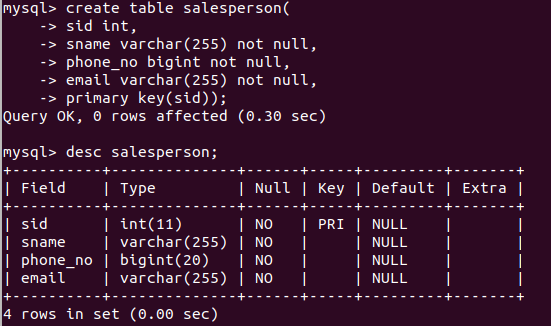 mysql> create table salesperson(
    -> sid int,
    -> sname varchar(255) not null,
    -> phone_no bigint not null,
    -> email varchar(255) not null,
    -> primary key(sid));
Query OK, 0 rows affected (0.30 sec)

mysql> desc salesperson;
+----------+--------------+------+-----+---------+-------+
| Field    | Type         | Null | Key | Default | Extra |
+----------+--------------+------+-----+---------+-------+
| sid      | int(11)      | NO   | PRI | NULL    |       |
| sname    | varchar(255) | NO   |     | NULL    |       |
| phone_no | bigint(20)   | NO   |     | NULL    |       |
| email    | varchar(255) | NO   |     | NULL    |       |
+----------+--------------+------+-----+---------+-------+
4 rows in set (0.00 sec)